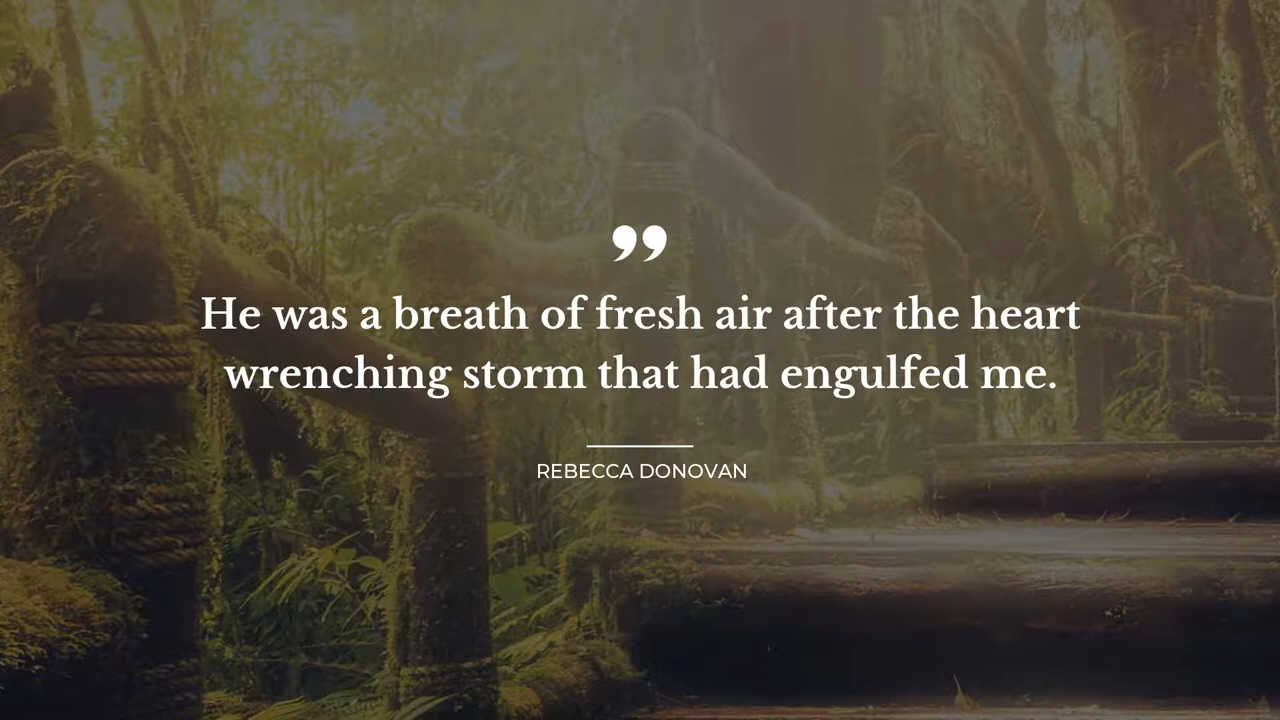 ”
He was a breath of fresh air after the heart
wrenching storm that had engulfed me.
REBECCA DONOVAN